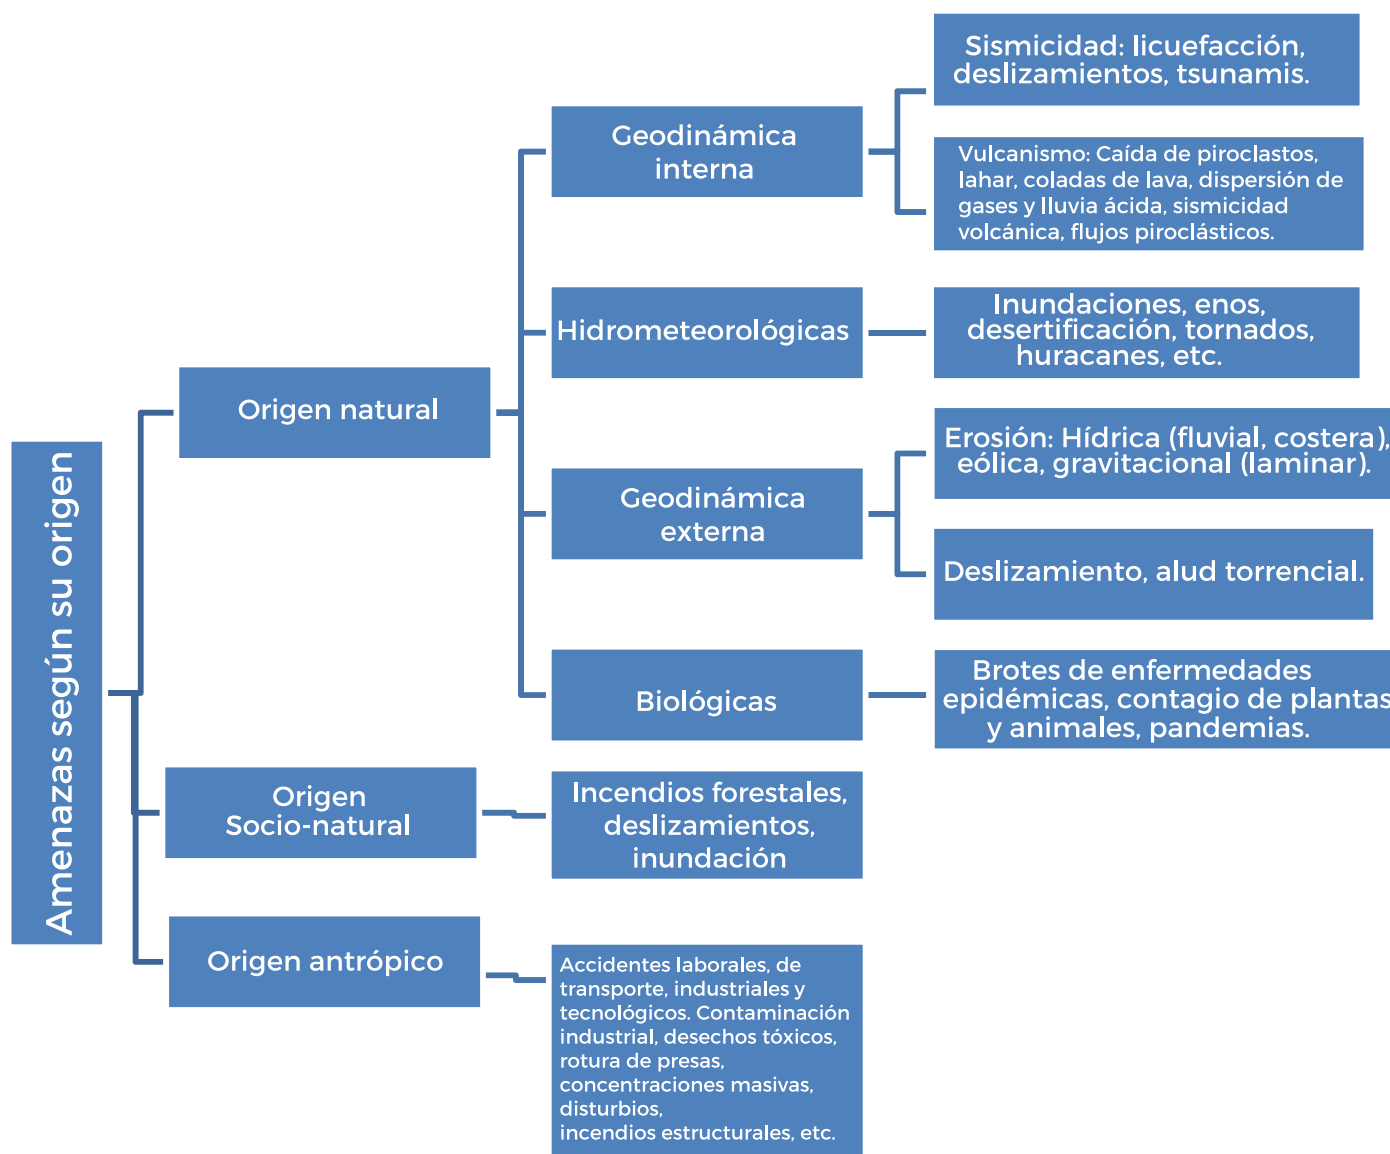 Amenazas según su origen
Origen natural
Geodinámica
interna
Sismicidad: licuefacción,
deslizamientos, tsunamis.
Vulcanismo: Caída de piroclastos,
lahar, coladas de lava, dispersión de
gases y lluvia ácida, sismicidad
volcánica, flujos piroclásticos.
Hidrometeorológicas
Inundaciones, enos,
desertificación, tornados,
huracanes, etc.
Geodinámica
externa
Erosión: Hídrica (fluvial, costera),
eólica, gravitacional (laminar).
Deslizamiento, alud torrencial.
Biológicas
Brotes de enfermedades
epidémicas, contagio de plantas
y animales, pandemias.
Origen
Socio-natural
Incendios forestales,
deslizamientos,
inundación
Origen antrópico
Accidentes laborales, de
transporte, industriales y
tecnológicos. Contaminación
industrial, desechos tóxicos,
rotura de presas,
concentraciones masivas,
disturbios,
incendios estructurales, etc.